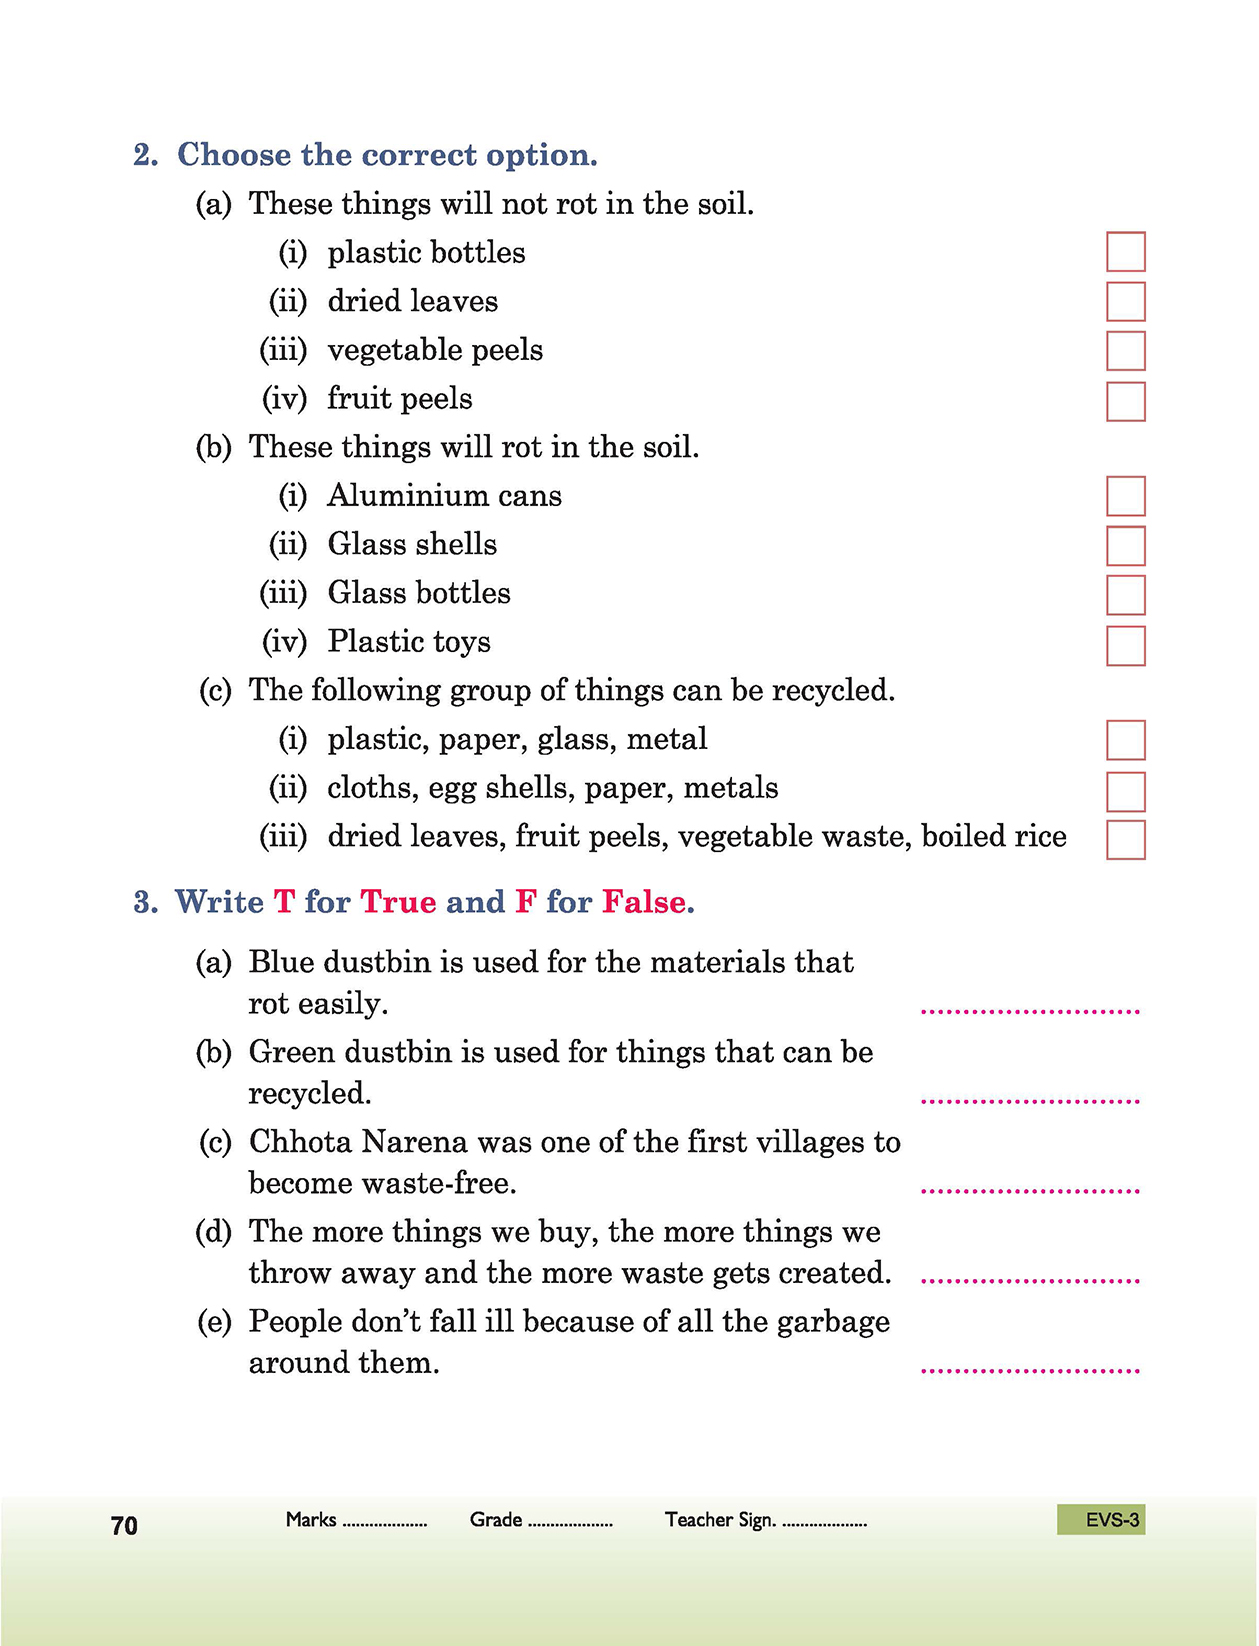 2. Choose the correct option.
(a) These things will not rot in the soil.
(i) plastic bottles
(ii) dried leaves
(iii) vegetable peels
(iv) fruit peels
(b) These things will rot in the soil.
(i) Aluminium cans
(ii) Glass shells
(iii) Glass bottles
(iv) Plastic toys
(c) The following group of things can be recycled.
(i) plastic, paper, glass, metal
(ii) cloths, egg shells, paper, metals
(iii) dried leaves, fruit peels, vegetable waste, boiled rice
3. Write T for True and F for False.
(a) Blue dustbin is used for the materials that
rot easily. ..........................
(b) Green dustbin is used for things that can be
recycled. ..........................
(c) Chhota Narena was one of the first villages to
become waste-free. ..........................
(d) The more things we buy, the more things we
throw away and the more waste gets created. ..........................
(e) People don't fall ill because of all the garbage
around them. ..........................
70 Marks ................... Grade ................... Teacher Sign. ................... EVS-3